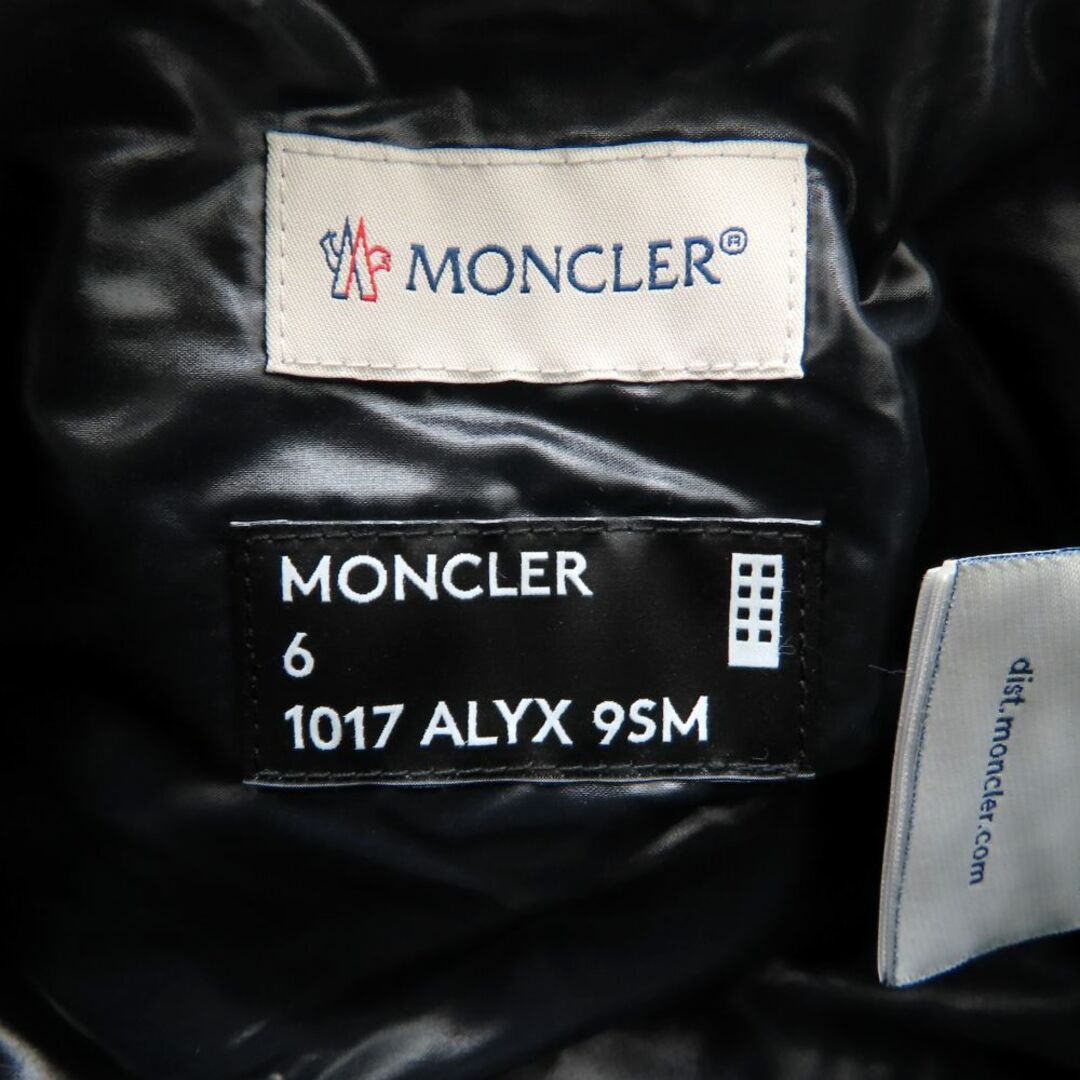 MONCLER®
MONCLER
6
1017 ALYX 9SM
dist.moncler.com